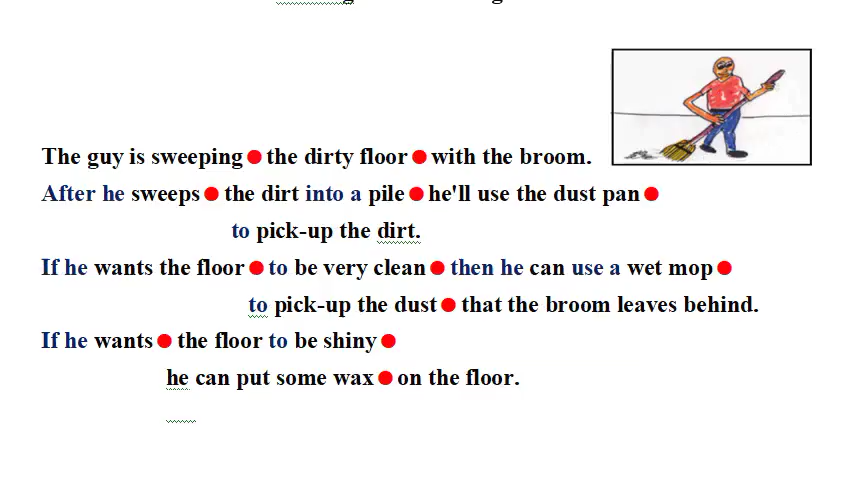 The guy is sweeping ● the dirty floor ● with the broom.
After he sweeps ● the dirt into a pile ● he'll use the dust pan ●
to pick-up the dirt.
If he wants the floor ● to be very clean ● then he can use a wet mop ●
to pick-up the dust ● that the broom leaves behind.
If he wants ● the floor to be shiny ●
he can put some wax ● on the floor.